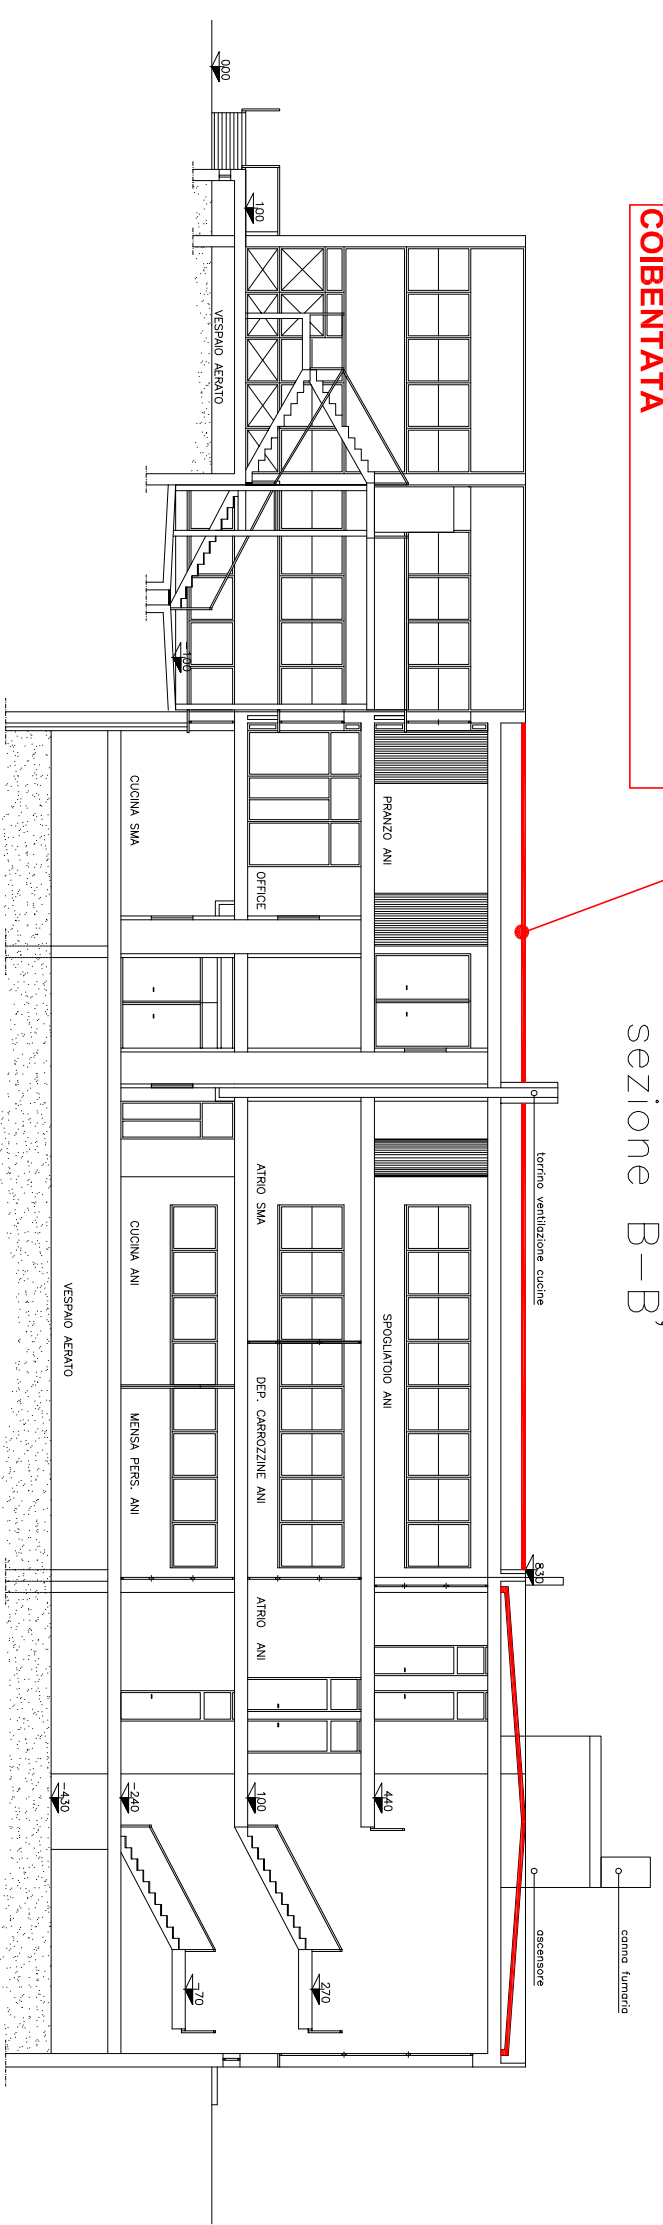 COIBENTATA
sezione B-B'
canna fumaria
ascensore
torrino ventilazione cucine
830
PRANZO ANI
SPOGLIATOIO ANI
440
270
OFFICE
ATRIO SMA
DEP. CARROZZINE ANI
ATRIO ANI
100
100
000
VESPAIO AERATO
-100
-70
CUCINA SMA
CUCINA ANI
MENSA PERS. ANI
-240
VESPAIO AERATO
-430